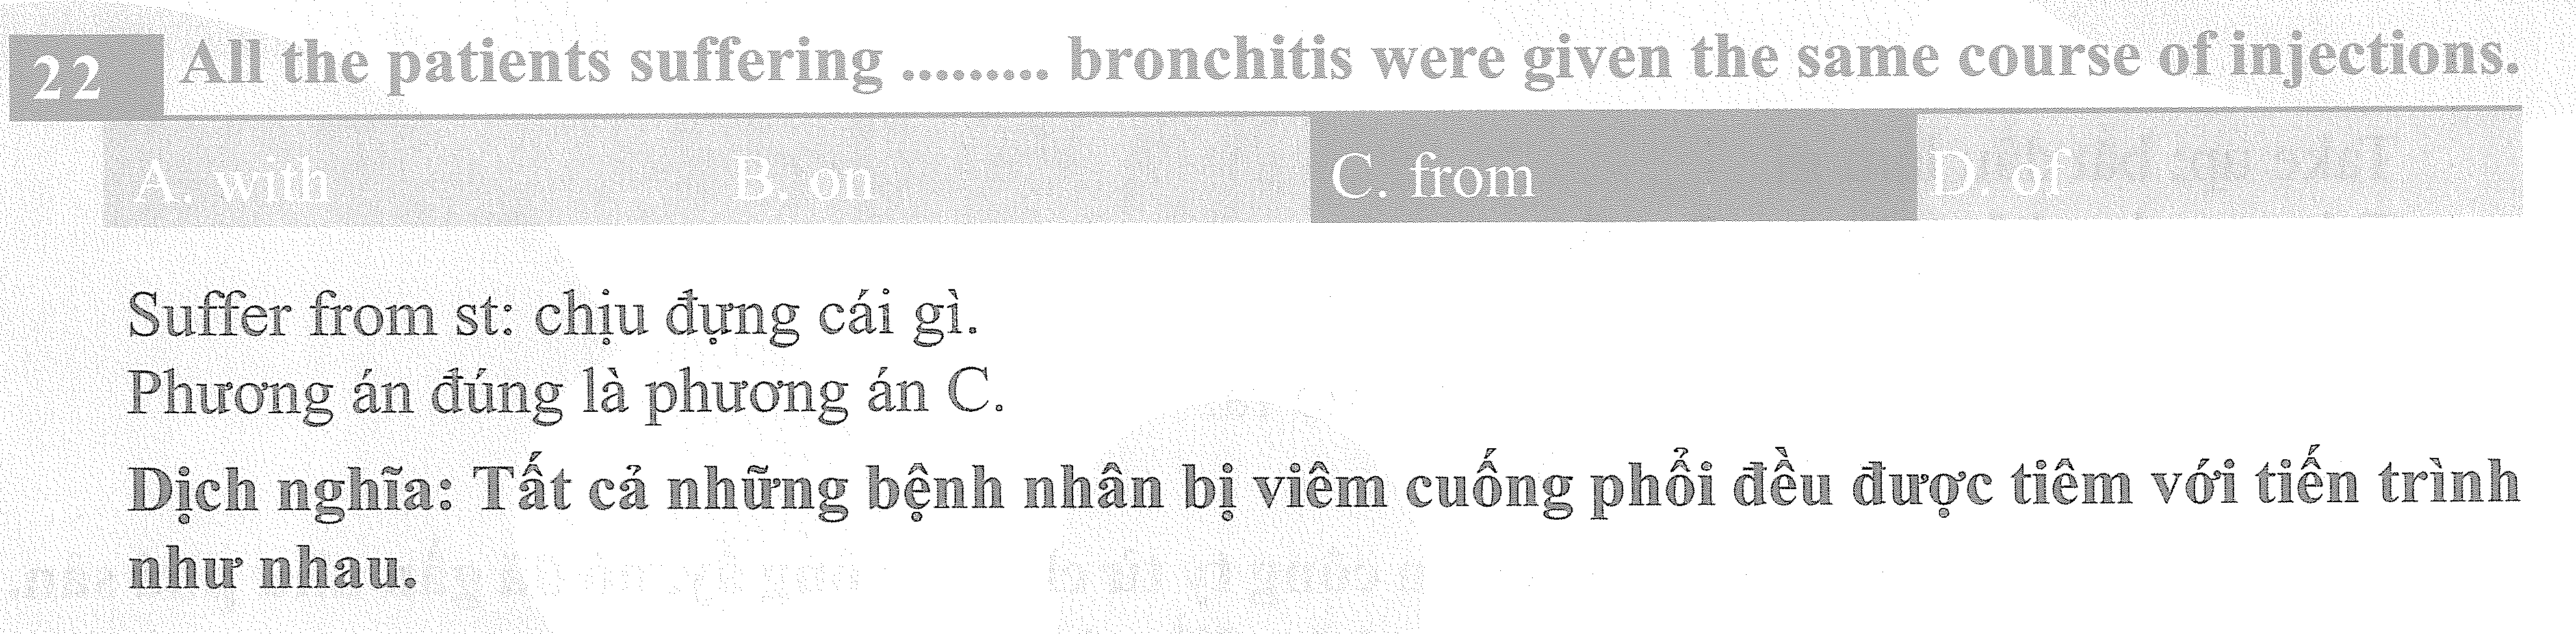 22 All the patients suffering ......... bronchitis were given the same course of injections.
A. with B. on C. from D. of
Suffer from st: chịu đựng cái gì.
Phương án đúng là phương án C.
Dịch nghĩa: Tất cả những bệnh nhân bị viêm cuống phổi đều được tiêm với tiến trình
như nhau.